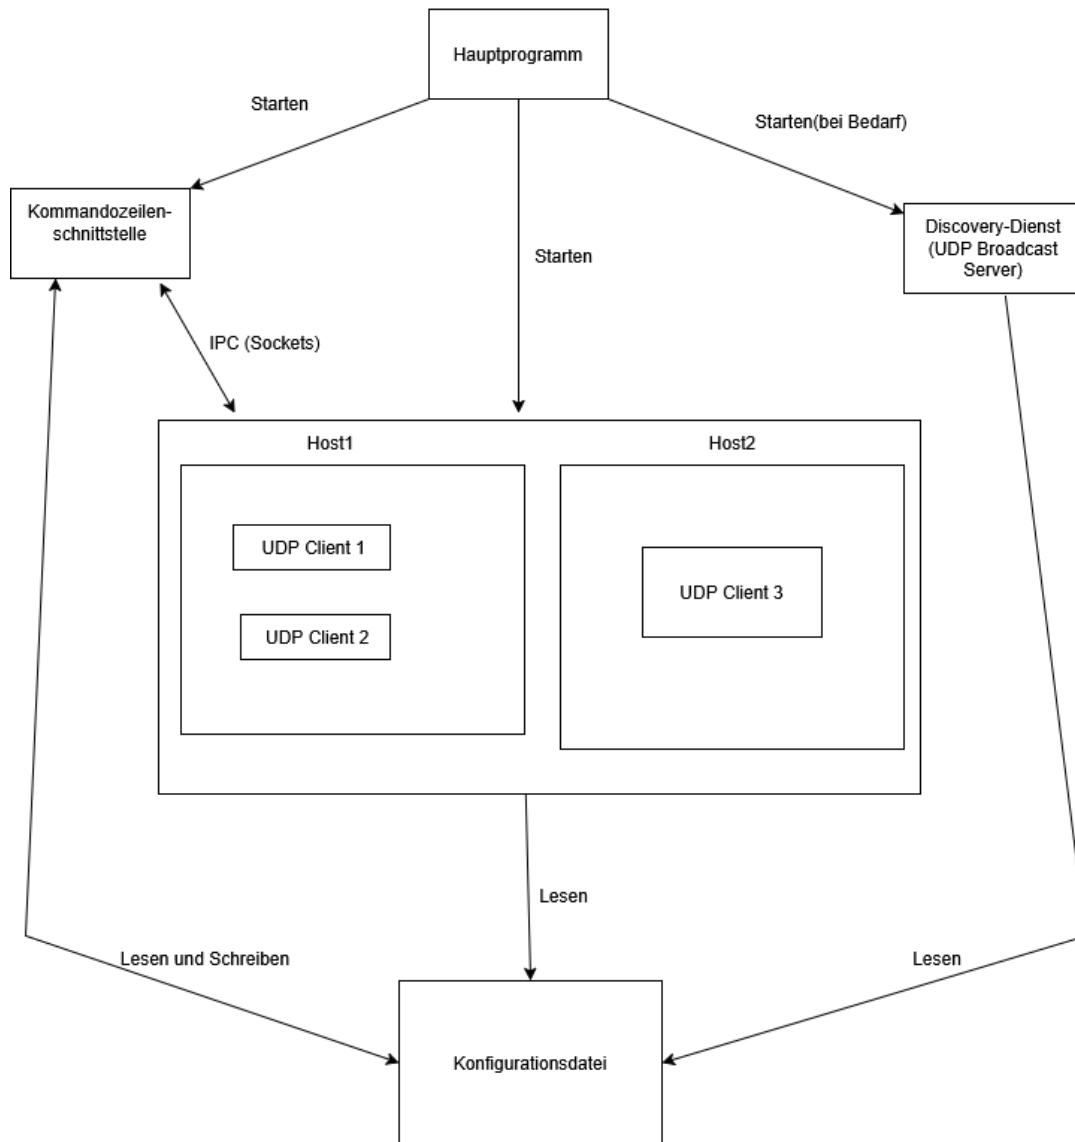 Hauptprogramm
Starten
Starten(bei Bedarf)
Kommandozeilen-
schnittstelle
Discovery-Dienst
(UDP Broadcast
Server)
Starten
IPC (Sockets)
Host1
Host2
UDP Client 1
UDP Client 2
UDP Client 3
Lesen
Lesen und Schreiben
Lesen
Konfigurationsdatei